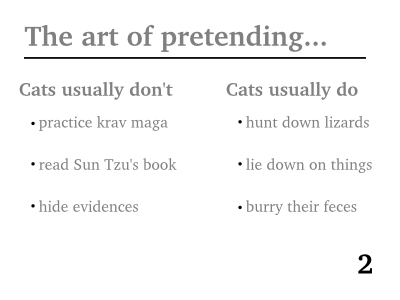 The art of pretending...
Cats usually don't
• practice krav maga
• read Sun Tzu's book
• hide evidences
Cats usually do
• hunt down lizards
• lie down on things
• burry their feces
2